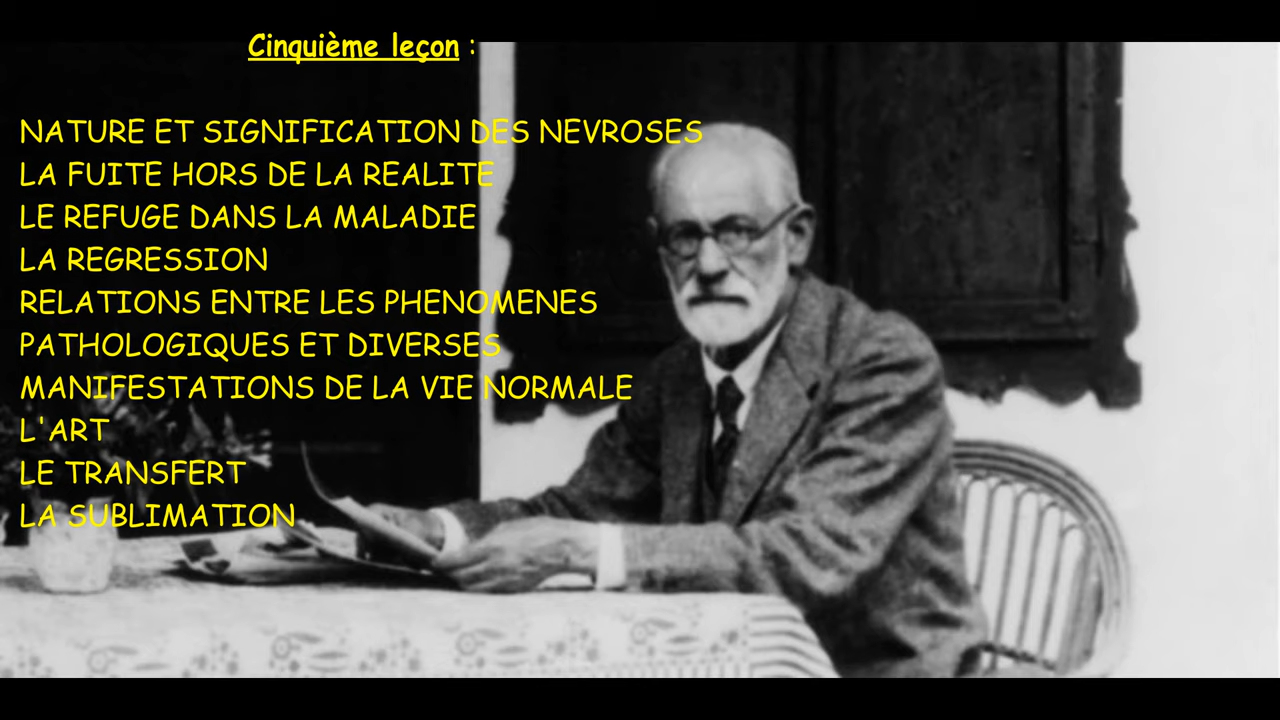 Cinquième leçon :
NATURE ET SIGNIFICATION DES NEVROSES
LA FUITE HORS DE LA REALITE
LE REFUGE DANS LA MALADIE
LA REGRESSION
RELATIONS ENTRE LES PHENOMENES
PATHOLOGIQUES ET DIVERSES
MANIFESTATIONS DE LA VIE NORMALE
L'ART
LE TRANSFERT
LA SUBLIMATION